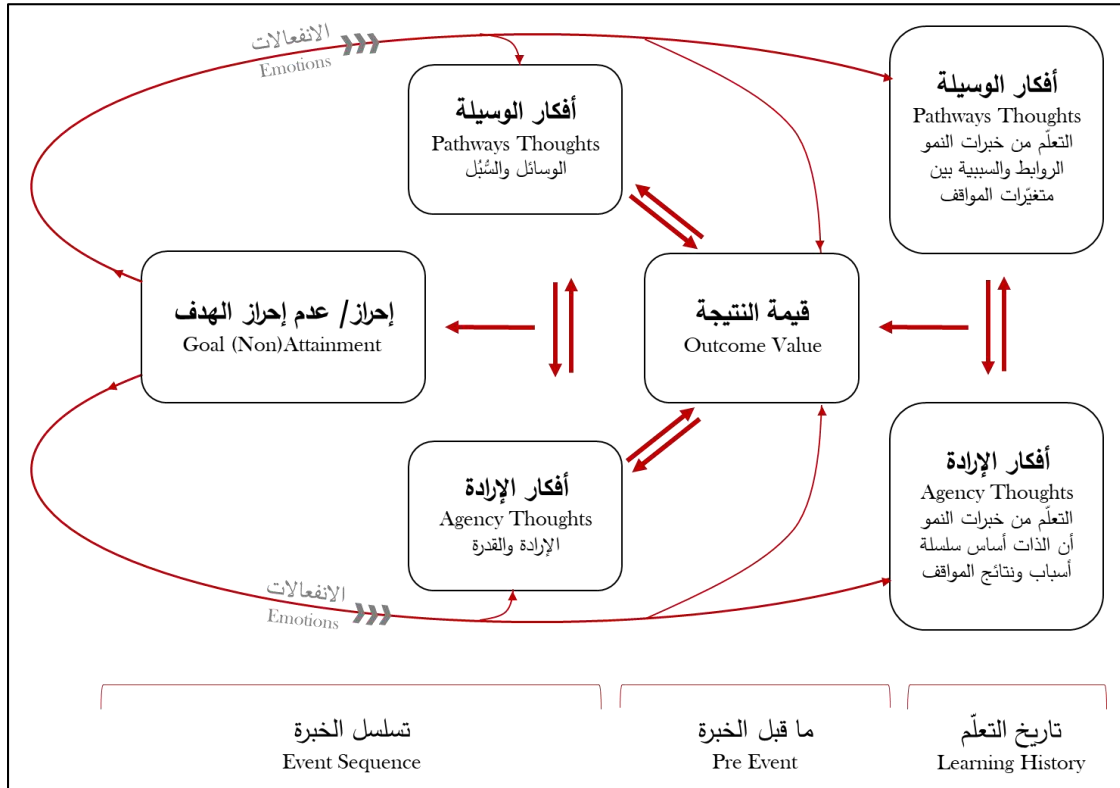 الانفعالات
Emotions
أفكار الوسيلة
Pathways Thoughts
التعلّم من خبرات النمو
الروابط والسببية بين
متغيّرات المواقف
أفكار الوسيلة
Pathways Thoughts
الوسائل والسُّبُل
قيمة النتيجة
Outcome Value
إحراز/ عدم إحراز الهدف
Goal (Non)Attainment
أفكار الإرادة
Agency Thoughts
التعلّم من خبرات النمو
أن الذات أساس سلسلة
أسباب ونتائج المواقف
أفكار الإرادة
Agency Thoughts
الإرادة والقدرة
الانفعالات
Emotions
تاريخ التعلّم
Learning History
ما قبل الخبرة
Pre Event
تسلسل الخبرة
Event Sequence